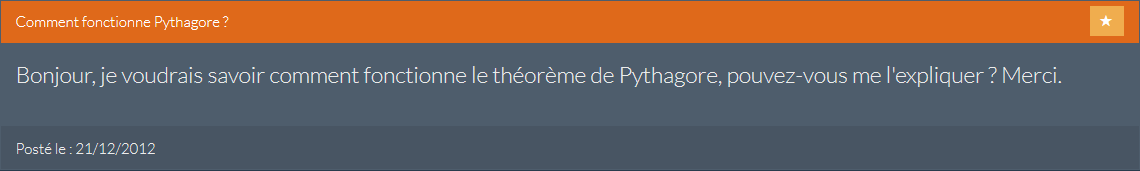 Comment fonctionne Pythagore ?
Bonjour, je voudrais savoir comment fonctionne le théorème de Pythagore, pouvez-vous me l'expliquer ? Merci.
Posté le : 21/12/2012